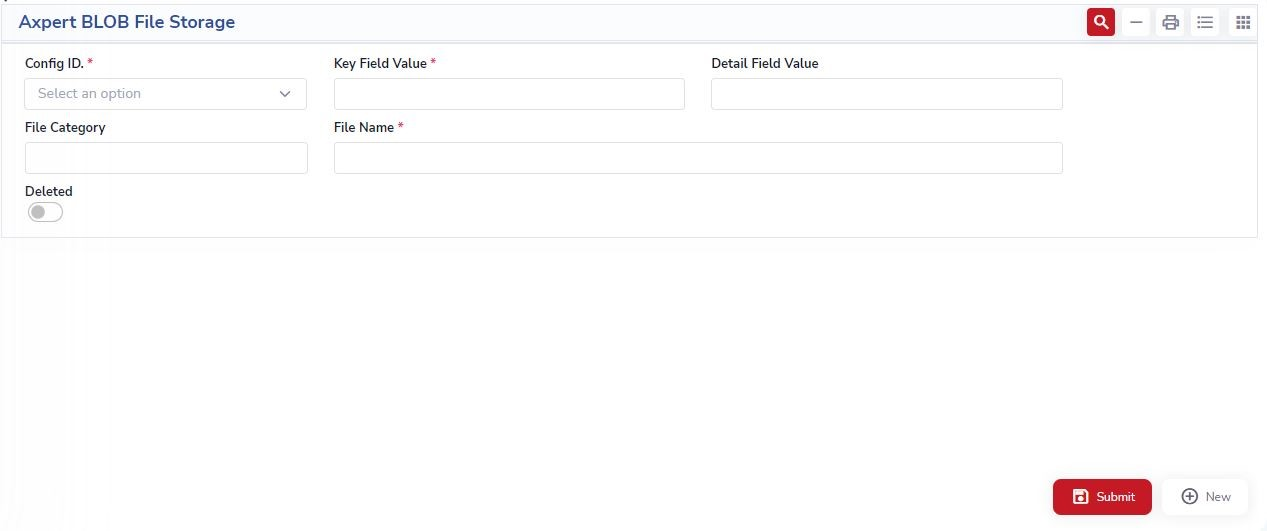 Axpert BLOB File Storage
Config ID. *
Key Field Value *
Detail Field Value
Select an option
File Category
File Name *
Deleted
Submit
New